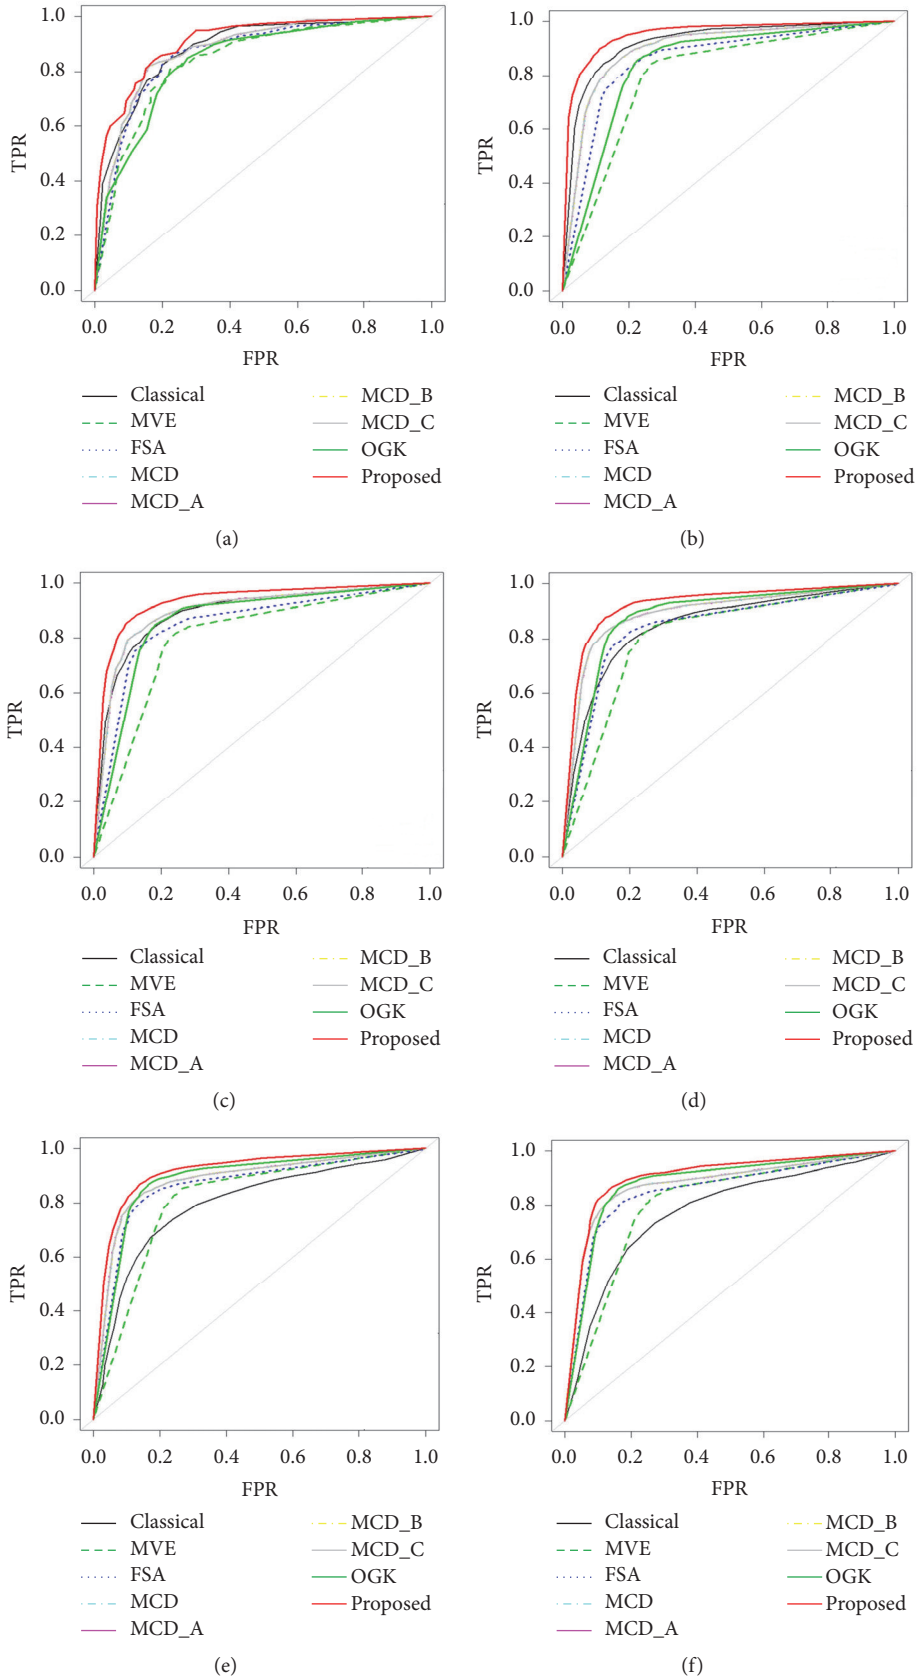 1.0
0.8
0.6
0.4
0.2
0.0
TPR
0.0 0.2 0.4 0.6 0.8 1.0
FPR
Classical
MVE
FSA
MCD
MCD_A
MCD_B
MCD_C
OGK
Proposed
(a)
1.0
0.8
0.6
0.4
0.2
0.0
TPR
0.0 0.2 0.4 0.6 0.8 1.0
FPR
Classical
MVE
FSA
MCD
MCD_A
MCD_B
MCD_C
OGK
Proposed
(b)
1.0
0.8
0.6
0.4
0.2
0.0
TPR
0.0 0.2 0.4 0.6 0.8 1.0
FPR
Classical
MVE
FSA
MCD
MCD_A
MCD_B
MCD_C
OGK
Proposed
(c)
1.0
0.8
0.6
0.4
0.2
0.0
TPR
0.0 0.2 0.4 0.6 0.8 1.0
FPR
Classical
MVE
FSA
MCD
MCD_A
MCD_B
MCD_C
OGK
Proposed
(d)
1.0
0.8
0.6
0.4
0.2
0.0
TPR
0.0 0.2 0.4 0.6 0.8 1.0
FPR
Classical
MVE
FSA
MCD
MCD_A
MCD_B
MCD_C
OGK
Proposed
(e)
1.0
0.8
0.6
0.4
0.2
0.0
TPR
0.0 0.2 0.4 0.6 0.8 1.0
FPR
Classical
MVE
FSA
MCD
MCD_A
MCD_B
MCD_C
OGK
Proposed
(f)